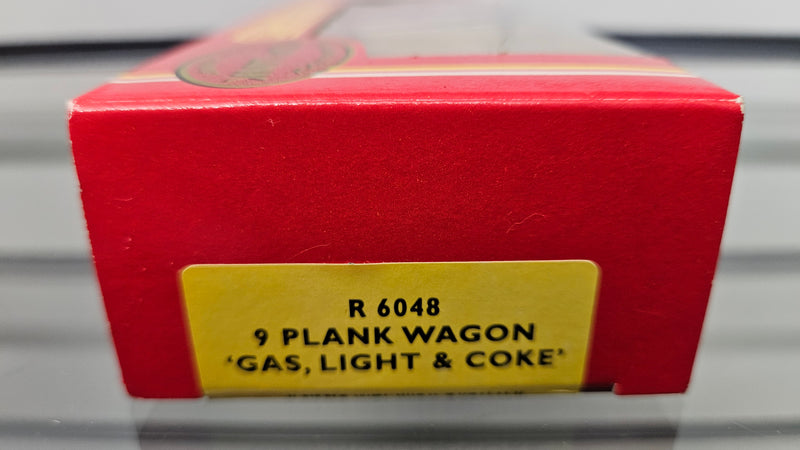 R 6048
9 PLANK WAGON
'GAS, LIGHT & COKE'